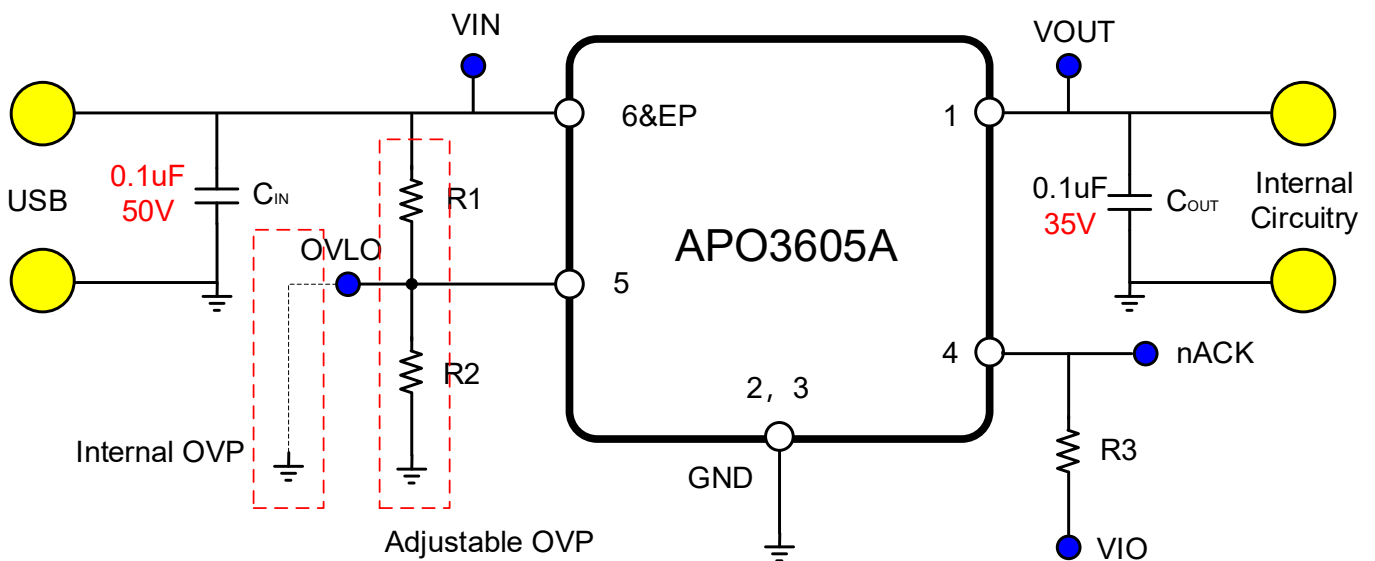 VIN
VOUT
6&EP
1
USB
0.1uF
50V
CIN
R1
APO3605A
0.1uF
35V
COUT
Internal
Circuitry
OVLO
5
R2
4
nACK
2, 3
Internal OVP
GND
R3
Adjustable OVP
VIO